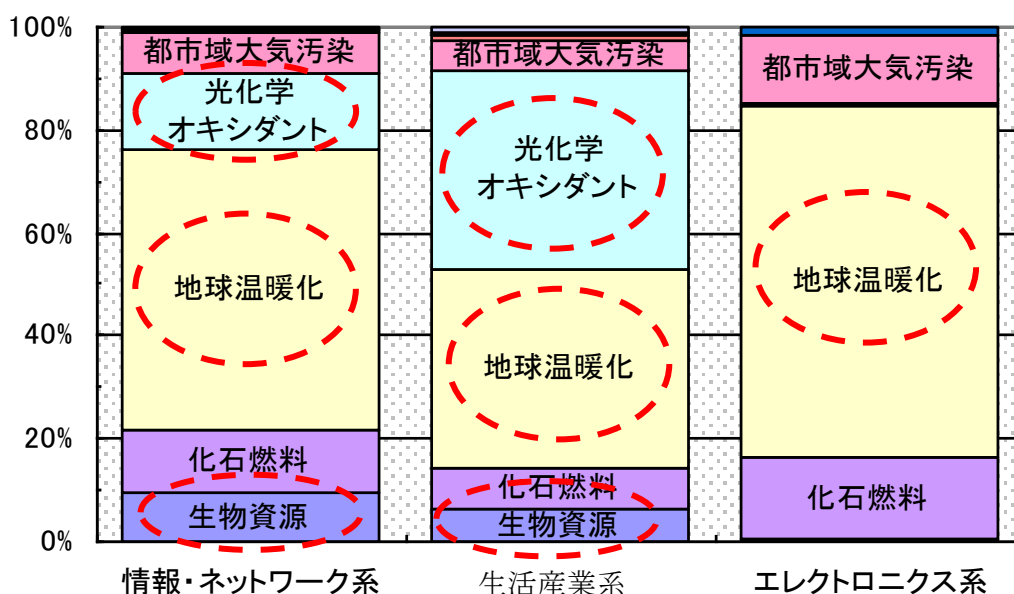 100%
80%
60%
40%
20%
0%
都市域大気汚染
光化学
オキシダント
地球温暖化
化石燃料
生物資源
都市域大気汚染
光化学
オキシダント
地球温暖化
化石燃料
生物資源
都市域大気汚染
地球温暖化
化石燃料
情報・ネットワーク系
生活産業系
エレクトロニクス系